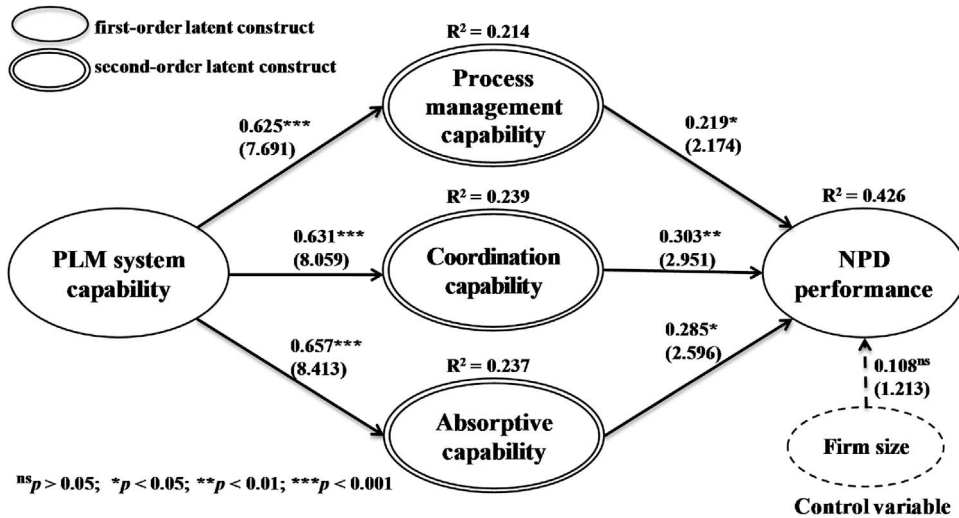 first-order latent construct
second-order latent construct
R² = 0.214
Process
management
capability
0.625***
(7.691)
0.219*
(2.174)
R² = 0.239
R² = 0.426
PLM system
capability
0.631***
(8.059)
Coordination
capability
0.303**
(2.951)
NPD
performance
0.657***
(8.413)
R² = 0.237
0.285*
(2.596)
Absorptive
capability
0.108ⁿˢ
(1.213)
Firm size
Control variable
ⁿˢp > 0.05; *p < 0.05; **p < 0.01; ***p < 0.001